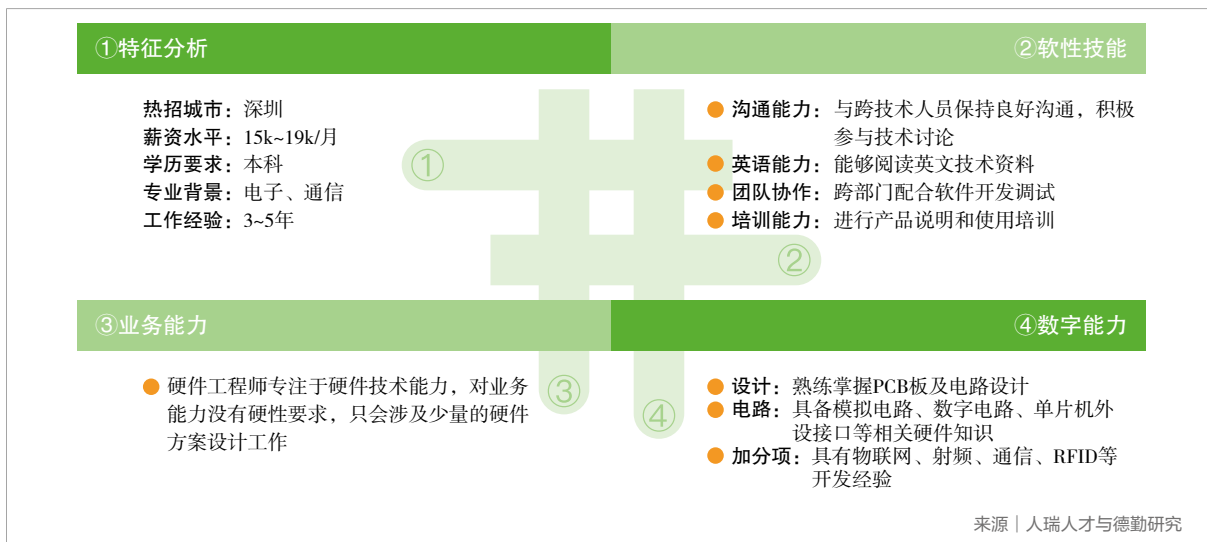 ①特征分析
热招城市：深圳
薪资水平：15k~19k/月
学历要求：本科
专业背景：电子、通信
工作经验：3~5年
①
②软性技能
沟通能力：与跨技术人员保持良好沟通，积极
参与技术讨论
英语能力：能够阅读英文技术资料
团队协作：跨部门配合软件开发调试
培训能力：进行产品说明和使用培训
②
③业务能力
硬件工程师专注于硬件技术能力，对业务
能力没有硬性要求，只会涉及少量的硬件
方案设计工作
③
④数字能力
④
设计：熟练掌握PCB板及电路设计
电路：具备模拟电路、数字电路、单片机外
设接口等相关硬件知识
加分项：具有物联网、射频、通信、RFID等
开发经验
来源｜人瑞人才与德勤研究